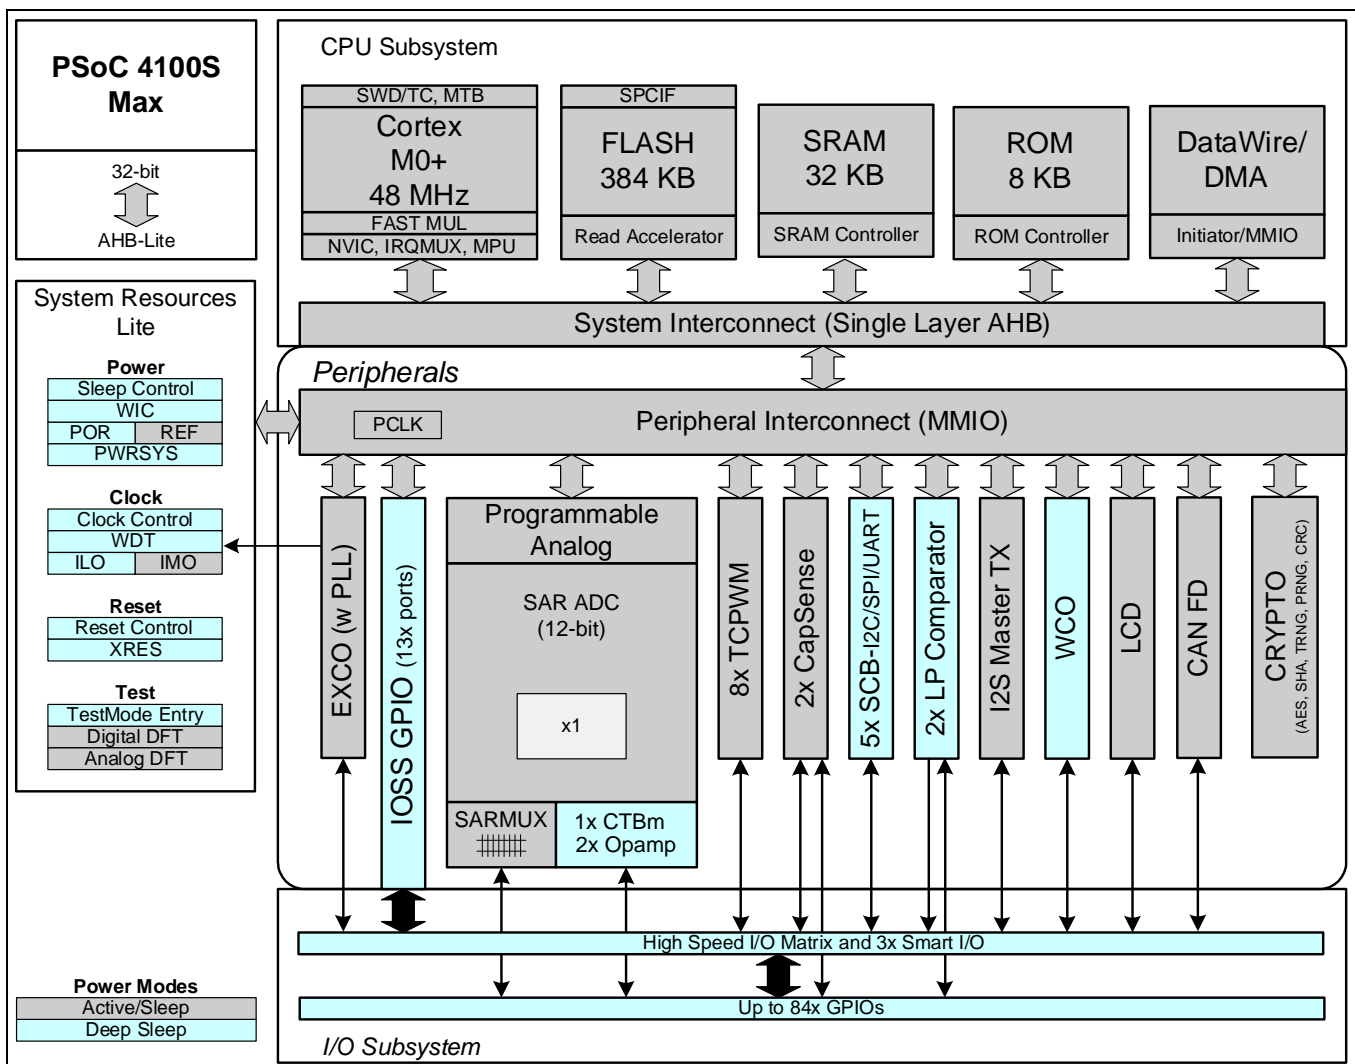 PSoC 4100S
Max
32-bit
AHB-Lite
CPU Subsystem
SWD/TC, MTB
Cortex
M0+
48 MHz
FAST MUL
NVIC, IRQMUX, MPU
SPCIF
FLASH
384 KB
Read Accelerator
SRAM
32 KB
SRAM Controller
ROM
8 KB
ROM Controller
DataWire/
DMA
Initiator/MMIO
System Interconnect (Single Layer AHB)
System Resources
Lite
Power
Sleep Control
WIC
POR
REF
PWRSYS
Clock
Clock Control
WDT
ILO
IMO
Reset
Reset Control
XRES
Test
TestMode Entry
Digital DFT
Analog DFT
Peripherals
PCLK
Peripheral Interconnect (MMIO)
EXCO (w PLL)
IOSS GPIO (13x ports)
Programmable
Analog
SAR ADC
(12-bit)
x1
SARMUX
1x CTBm
2x Opamp
8x TCPWM
2x CapSense
5x SCB-I2C/SPI/UART
2x LP Comparator
I2S Master TX
WCO
LCD
CAN FD
CRYPTO
(AES, SHA, TRNG, PRNG, CRC)
High Speed I/O Matrix and 3x Smart I/O
Up to 84x GPIOs
I/O Subsystem
Power Modes
Active/Sleep
Deep Sleep